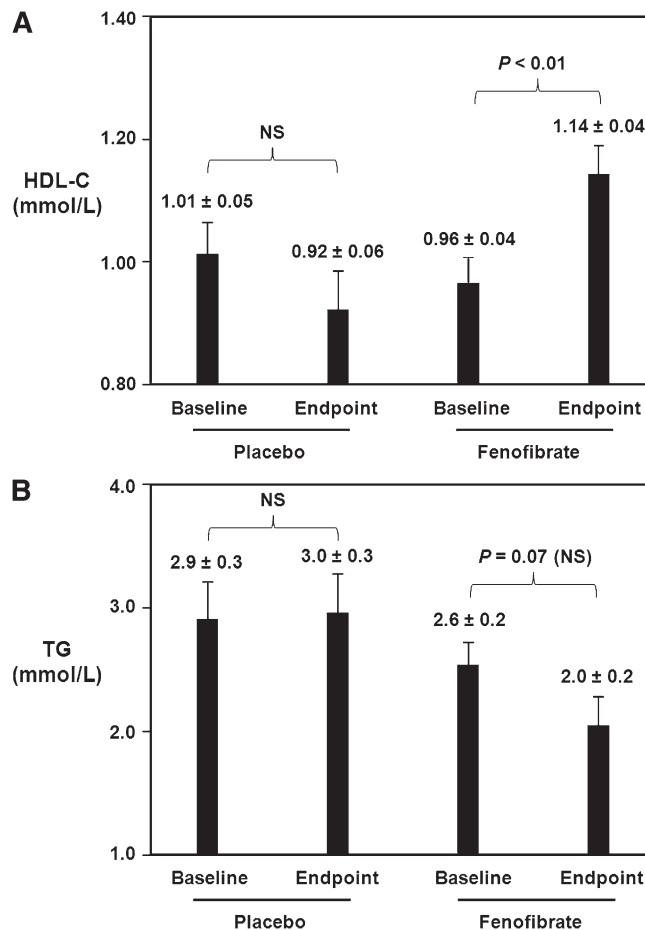 A
1.40
P < 0.01
1.20
NS
1.14 ± 0.04
HDL-C
(mmol/L)
1.01 ± 0.05
0.96 ± 0.04
0.92 ± 0.06
1.00
0.80
Baseline Endpoint Baseline Endpoint
Placebo Fenofibrate
B
4.0
NS
P = 0.07 (NS)
2.9 ± 0.3 3.0 ± 0.3
3.0
2.6 ± 0.2
TG
(mmol/L)
2.0 ± 0.2
2.0
1.0
Baseline Endpoint Baseline Endpoint
Placebo Fenofibrate